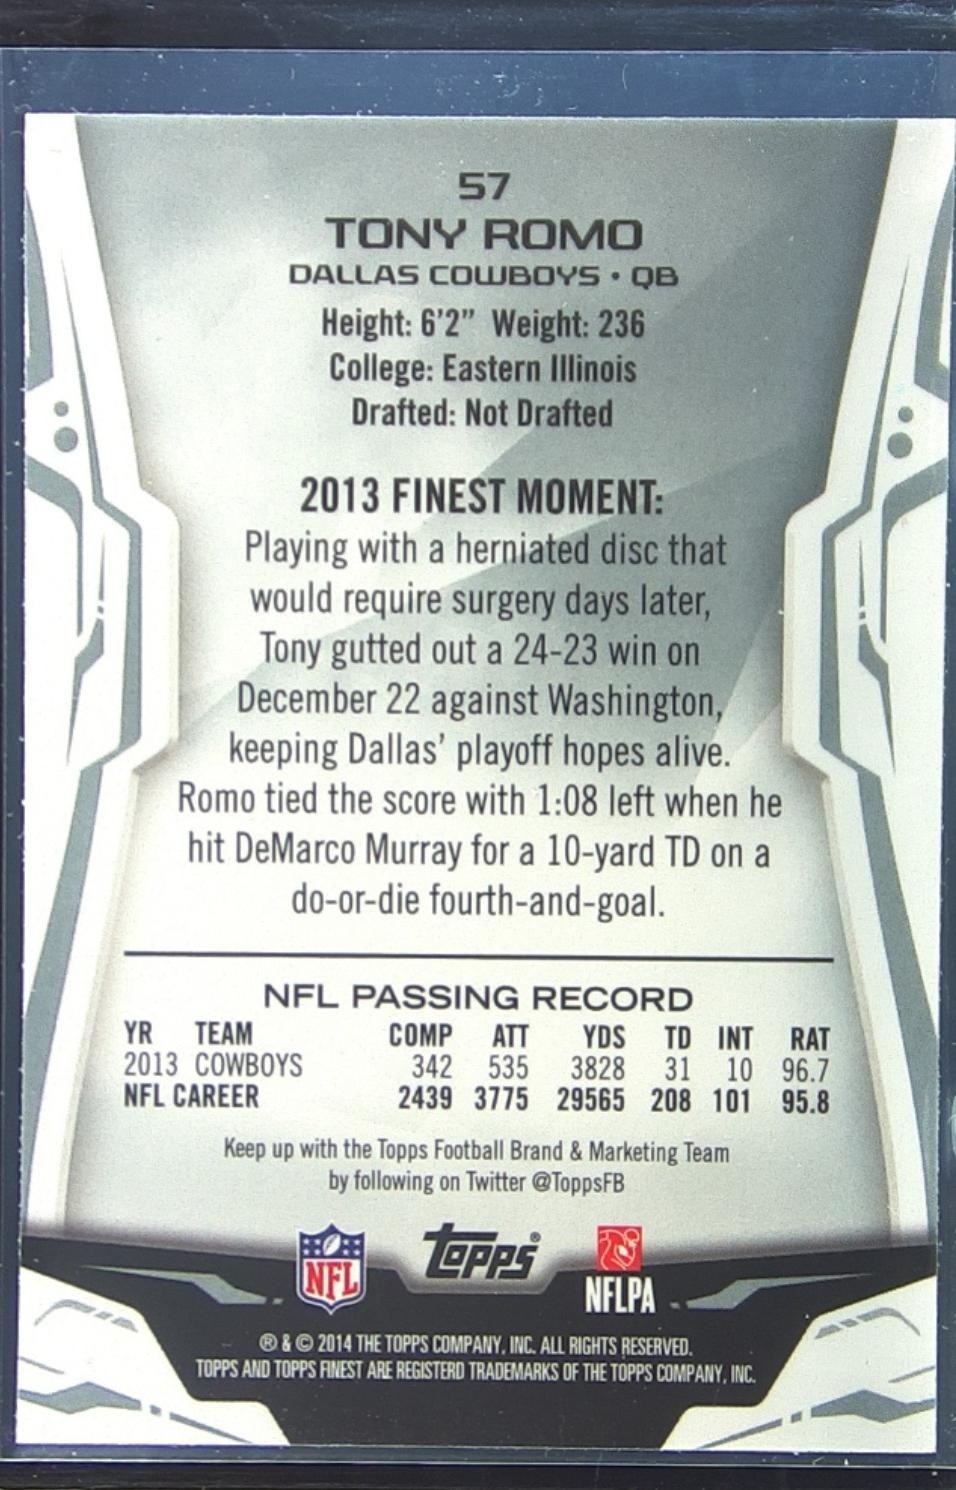 57
TONY ROMO
DALLAS COWBOYS • QB
Height: 6'2" Weight: 236
College: Eastern Illinois
Drafted: Not Drafted
2013 FINEST MOMENT:
Playing with a herniated disc that
would require surgery days later,
Tony gutted out a 24-23 win on
December 22 against Washington,
keeping Dallas' playoff hopes alive.
Romo tied the score with 1:08 left when he
hit DeMarco Murray for a 10-yard TD on a
do-or-die fourth-and-goal.
NFL PASSING RECORD
YR TEAM COMP ATT YDS TD INT RAT
2013 COWBOYS 342 535 3828 31 10 96.7
NFL CAREER 2439 3775 29565 208 101 95.8
Keep up with the Topps Football Brand & Marketing Team
by following on Twitter @ToppsFB
NFL topps® NFLPA
® & © 2014 THE TOPPS COMPANY, INC. ALL RIGHTS RESERVED.
TOPPS AND TOPPS FINEST ARE REGISTERD TRADEMARKS OF THE TOPPS COMPANY, INC.